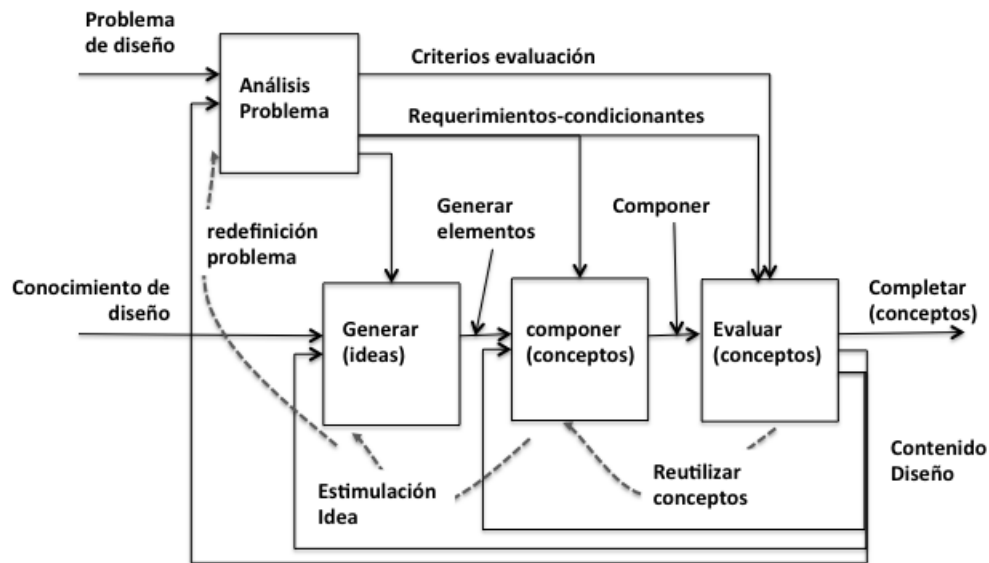 Problema
de diseño
Análisis
Problema
Criterios evaluación
Requerimientos-condicionantes
Generar
elementos
Componer
redefinición
problema
Conocimiento de
diseño
Generar
(ideas)
componer
(conceptos)
Evaluar
(conceptos)
Completar
(conceptos)
Contenido
Diseño
Estimulación
Idea
Reutilizar
conceptos